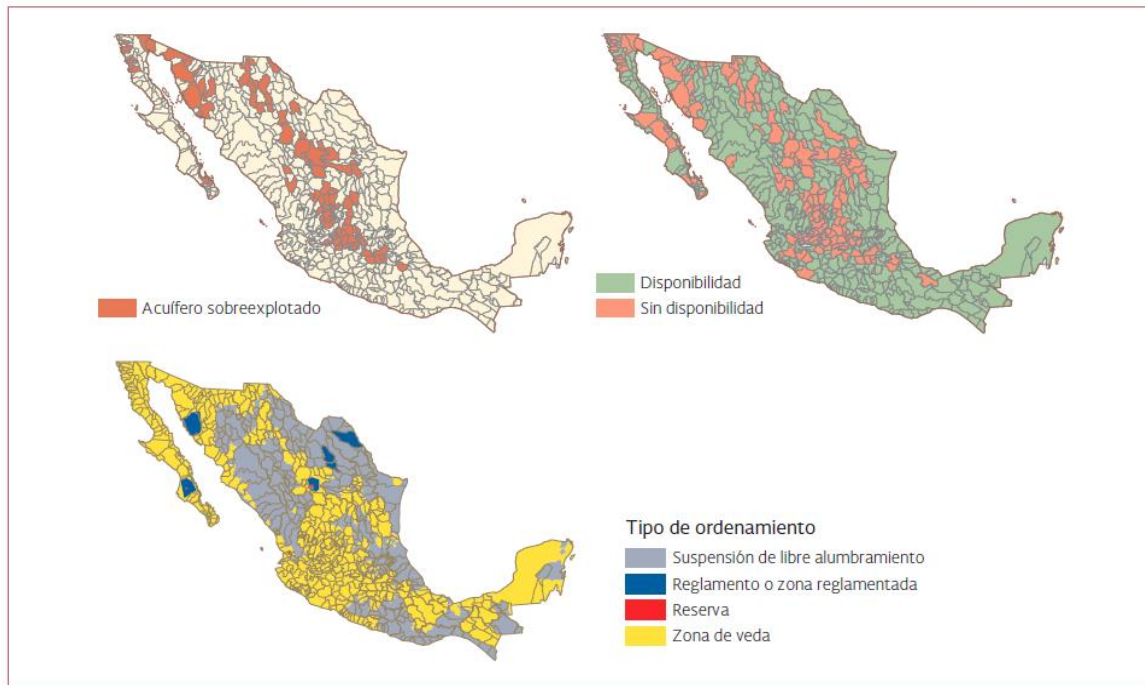 Acuífero sobreexplotado
Disponibilidad
Sin disponibilidad
Tipo de ordenamiento
Suspensión de libre alumbramiento
Reglamento o zona reglamentada
Reserva
Zona de veda